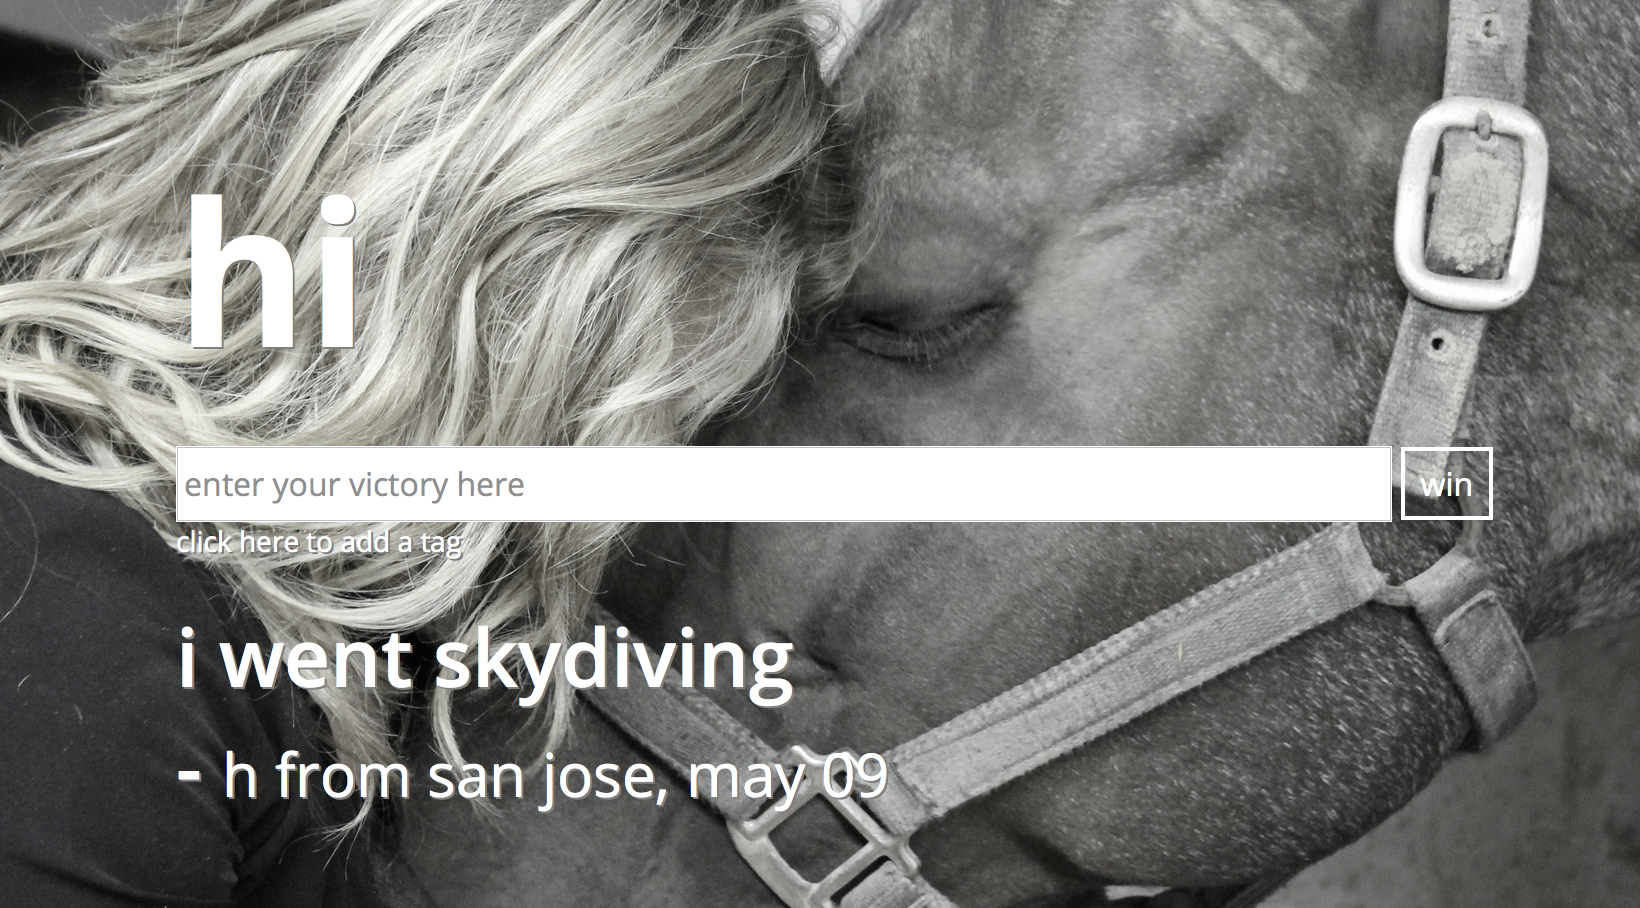 hi
enter your victory here
win
click here to add a tag
i went skydiving
- h from san jose, may 09